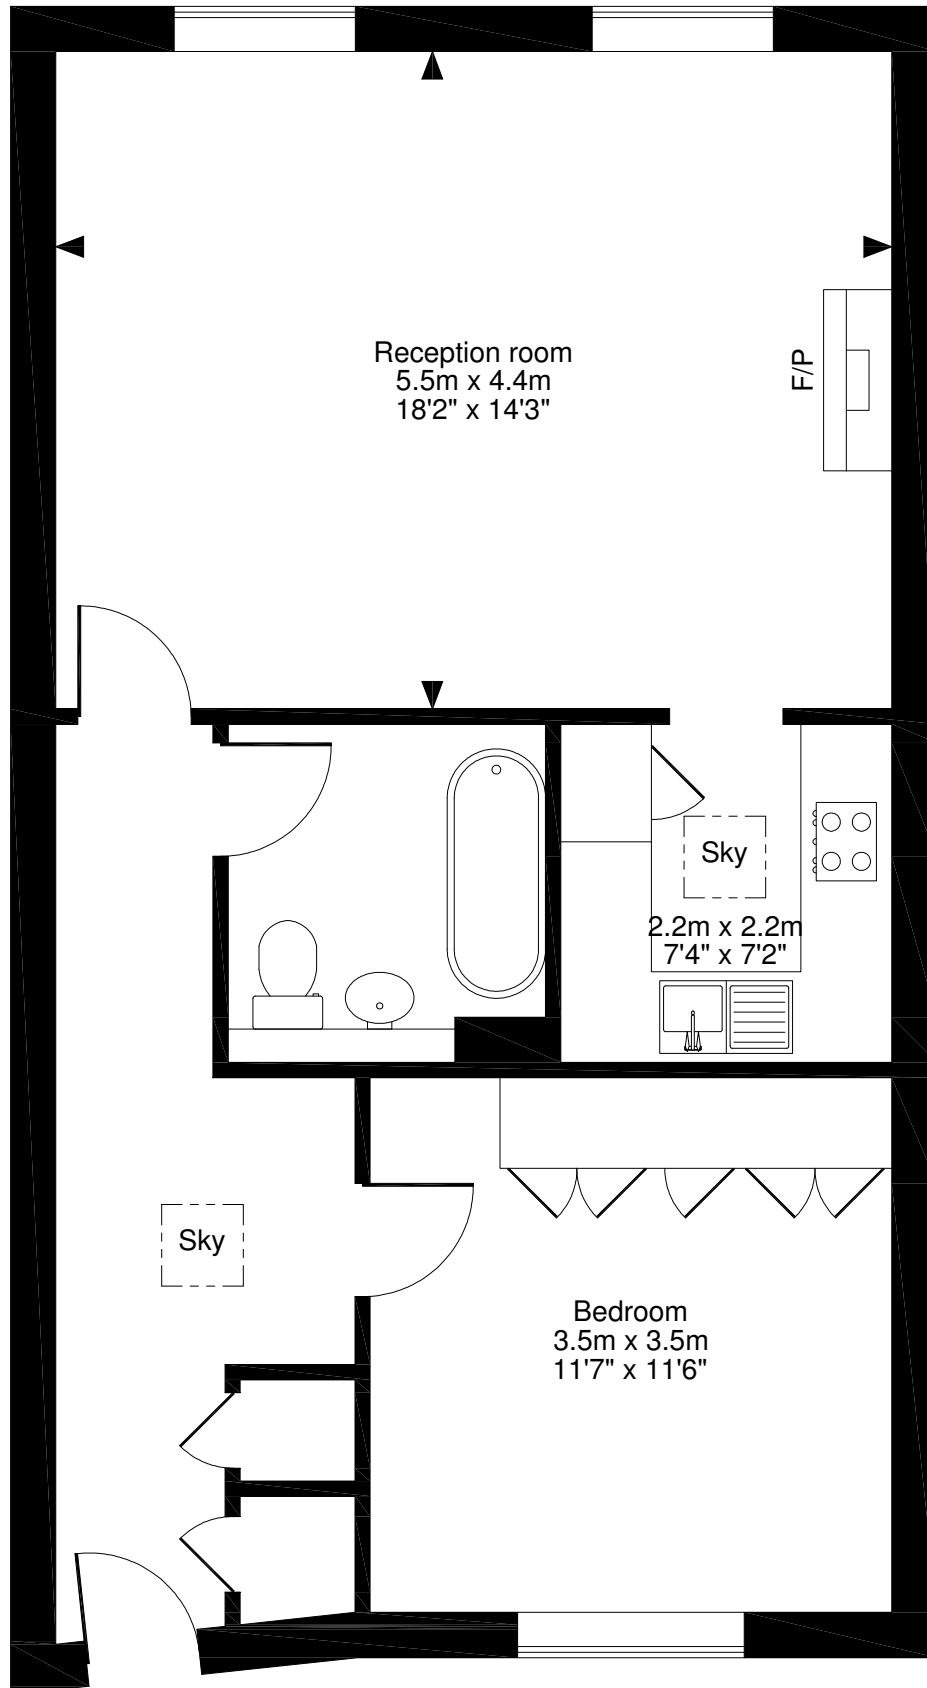 Reception room
5.5m x 4.4m
18'2" x 14'3"
F/P
Sky
2.2m x 2.2m
7'4" x 7'2"
Sky
Bedroom
3.5m x 3.5m
11'7" x 11'6"